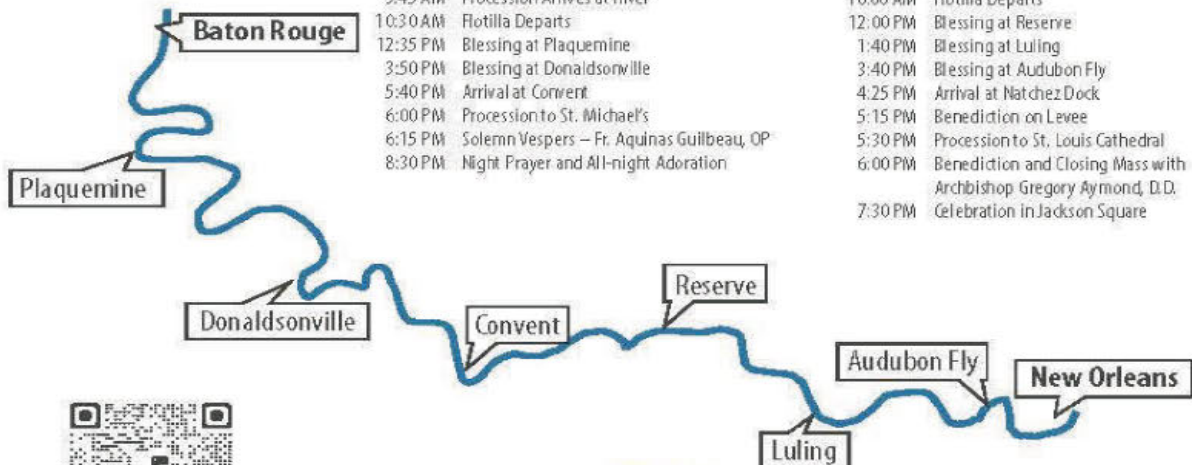 10:30 AM Flotilla Departs
12:35 PM Blessing at Plaquemine
3:50 PM Blessing at Donaldsonville
5:40 PM Arrival at Convent
6:00 PM Procession to St. Michael's
6:15 PM Solemn Vespers – Fr. Aquinas Guilbeau, OP
8:30 PM Night Prayer and All-night Adoration
12:00 PM Blessing at Reserve
1:40 PM Blessing at Luling
3:40 PM Blessing at Audubon Fly
4:25 PM Arrival at Natchez Dock
5:15 PM Benediction on Levee
5:30 PM Procession to St. Louis Cathedral
6:00 PM Benediction and Closing Mass with
Archbishop Gregory Aymond, D.D.
7:30 PM Celebration in Jackson Square
Baton Rouge
Plaquemine
Donaldsonville
Convent
Reserve
Luling
Audubon Fly
New Orleans